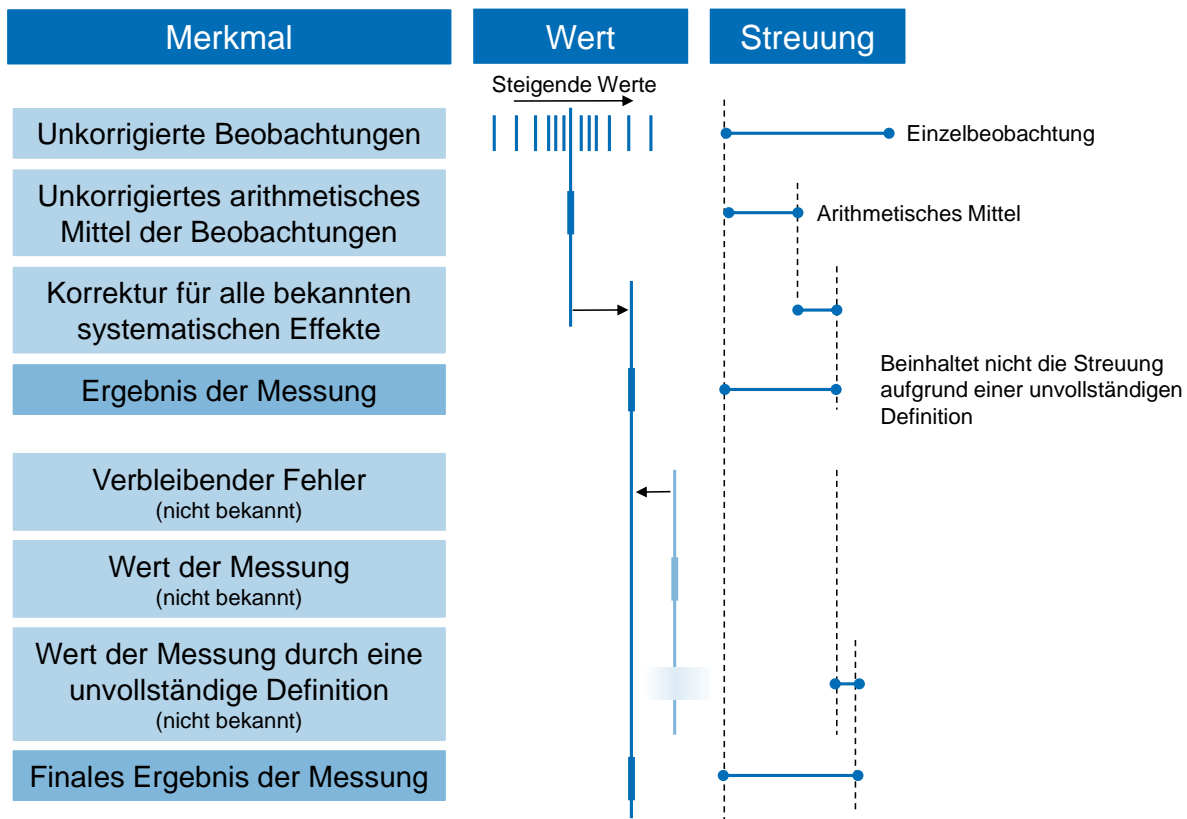 Merkmal
Wert
Streuung
Steigende Werte
Unkorrigierte Beobachtungen
Einzelbeobachtung
Unkorrigiertes arithmetisches
Mittel der Beobachtungen
Arithmetisches Mittel
Korrektur für alle bekannten
systematischen Effekte
Ergebnis der Messung
Beinhaltet nicht die Streuung
aufgrund einer unvollständigen
Definition
Verbleibender Fehler
(nicht bekannt)
Wert der Messung
(nicht bekannt)
Wert der Messung durch eine
unvollständige Definition
(nicht bekannt)
Finales Ergebnis der Messung